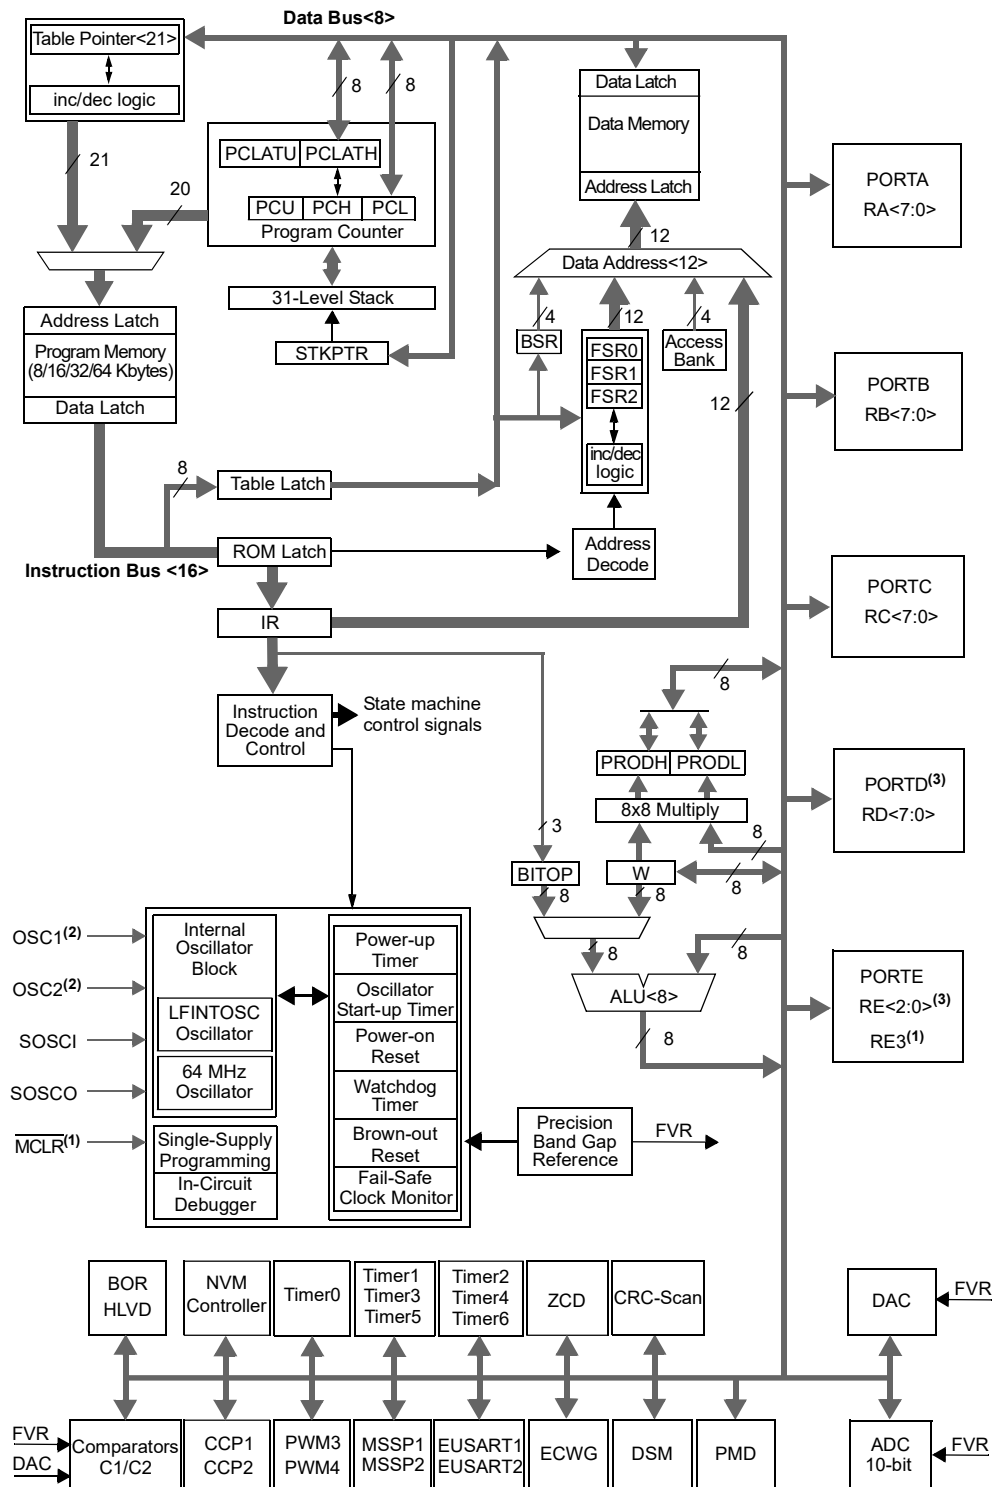 Data Bus<8>
Table Pointer<21>
inc/dec logic
21
8
8
PCLATU PCLATH
20
PCU PCH PCL
Program Counter
31-Level Stack
STKPTR
Address Latch
Program Memory
(8/16/32/64 Kbytes)
Data Latch
8
Table Latch
ROM Latch
Instruction Bus <16>
IR
Instruction
Decode and
Control
State machine
control signals
Data Latch
Data Memory
Address Latch
12
Data Address<12>
4
12
4
BSR
FSR0
FSR1
FSR2
inc/dec
logic
Access
Bank
12
Address
Decode
PORTA
RA<7:0>
PORTB
RB<7:0>
PORTC
RC<7:0>
PORTD(3)
RD<7:0>
PORTE
RE<2:0>(3)
RE3(1)
8
PRODH PRODL
8x8 Multiply
3
8
BITOP
W
8
8
8
8
8
ALU<8>
8
OSC1(2)
OSC2(2)
SOSCI
SOSCO
MCLR(1)
Internal
Oscillator
Block
LFINTOSC
Oscillator
64 MHz
Oscillator
Single-Supply
Programming
In-Circuit
Debugger
Power-up
Timer
Oscillator
Start-up Timer
Power-on
Reset
Watchdog
Timer
Brown-out
Reset
Fail-Safe
Clock Monitor
Precision
Band Gap
Reference
FVR
BOR
HLVD
NVM
Controller
Timer0
Timer1
Timer3
Timer5
Timer2
Timer4
Timer6
ZCD
CRC-Scan
DAC
FVR
FVR
DAC
Comparators
C1/C2
CCP1
CCP2
PWM3
PWM4
MSSP1
MSSP2
EUSART1
EUSART2
ECWG
DSM
PMD
ADC
10-bit
FVR